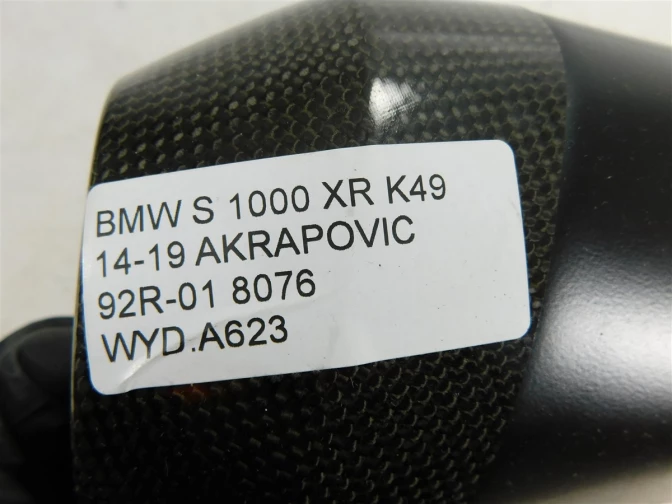 BMW S 1000 XR K49
14-19 AKRAPOVIC
92R-01 8076
WYD.A623